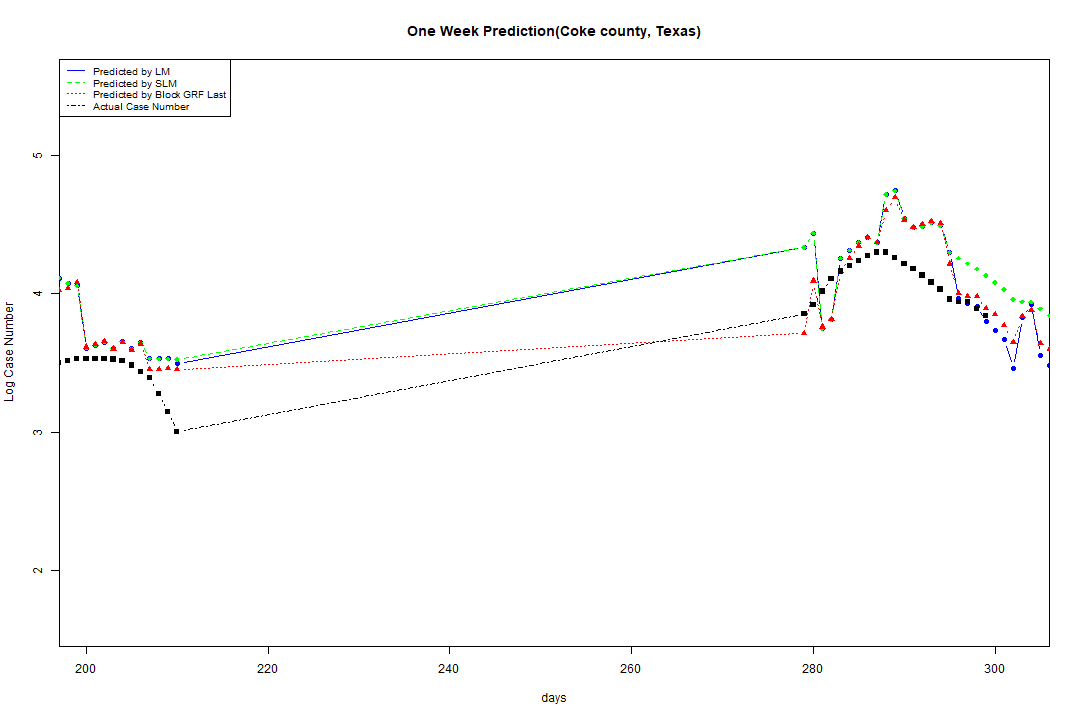 One Week Prediction(Coke county, Texas)
Predicted by LM
Predicted by SLM
Predicted by Block GRF Last
Actual Case Number
5
4
3
2
Log Case Number
200 220 240 260 280 300
days